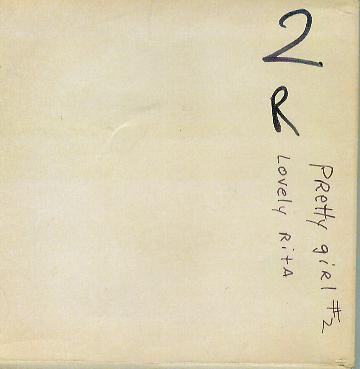 2
R
PRetty giRl #2
Lovely RitA